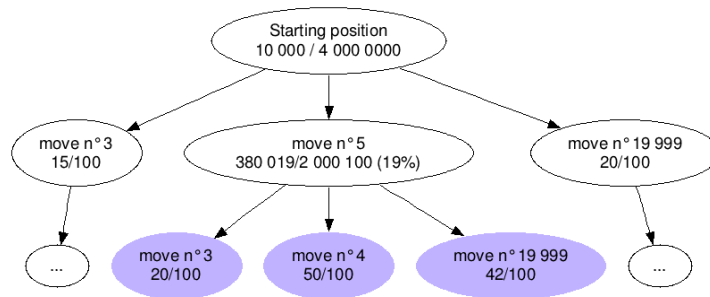 Starting position
10 000 / 4 000 0000
move n°3
15/100
move n°5
380 019/2 000 100 (19%)
move n°19 999
20/100
...
move n°3
20/100
move n°4
50/100
move n°19 999
42/100
...